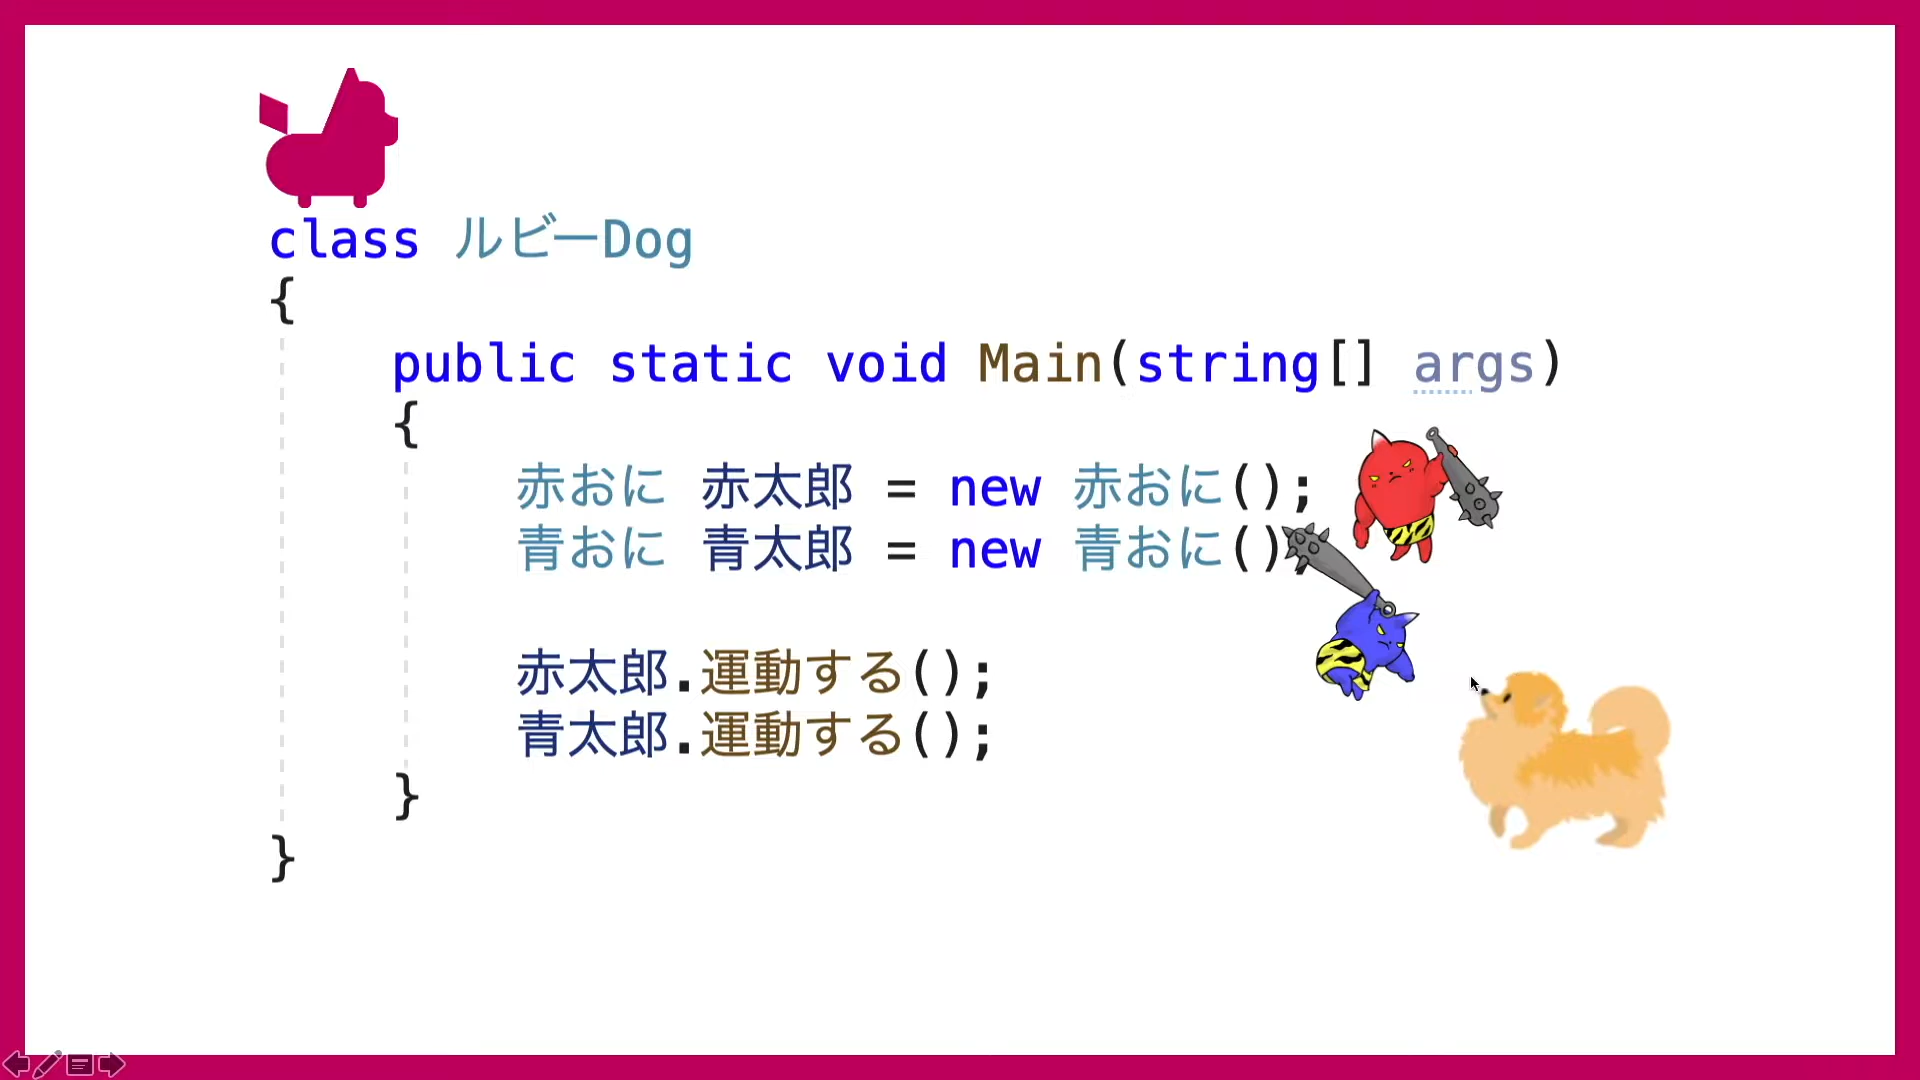 class ルビーDog
{
public static void Main(string[] args)
{
赤おに 赤太郎 = new 赤おに();
青おに 青太郎 = new 青おに();
赤太郎.運動する();
青太郎.運動する();
}
}